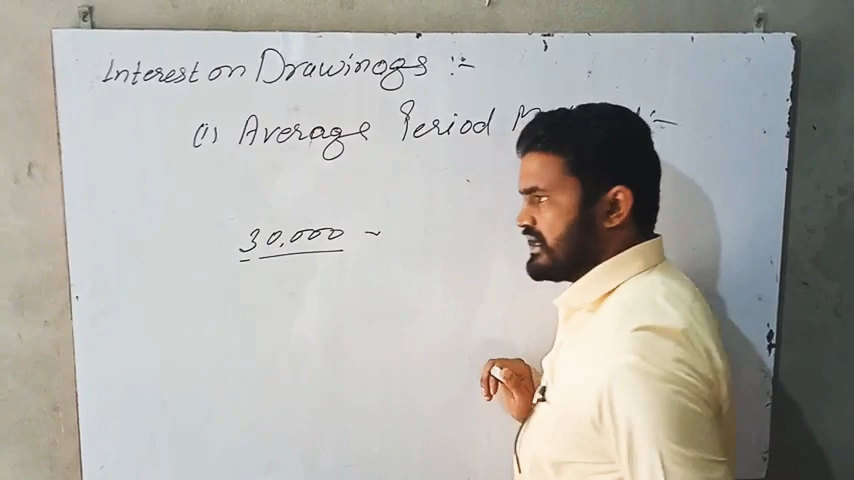 Interest on Drawings :-
(i) Average Period :-
30,000 ~